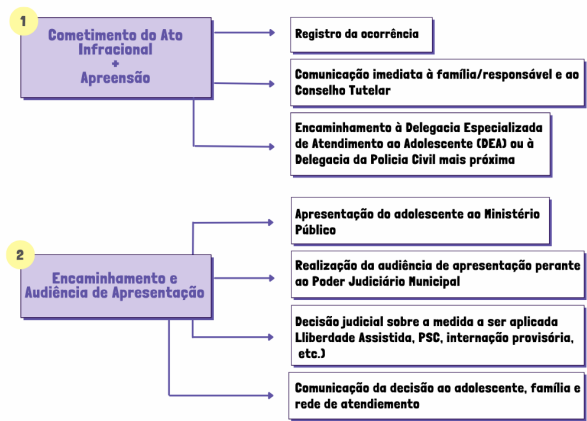 1
Cometimento do Ato
Infracional
+
Apreensão
Registro da ocorrência
Comunicação imediata à família/responsável e ao
Conselho Tutelar
Encaminhamento à Delegacia Especializada
de Atendimento ao Adolescente (DEA) ou à
Delegacia da Policia Civil mais próxima
2
Encaminhamento e
Audiência de Apresentação
Apresentação do adolescente ao Ministério
Público
Realização da audiência de apresentação perante
ao Poder Judiciário Municipal
Decisão judicial sobre a medida a ser aplicada
Lliberdade Assistida, PSC, internação provisória,
etc.)
Comunicação da decisão ao adolescente, família e
rede de atendiemento